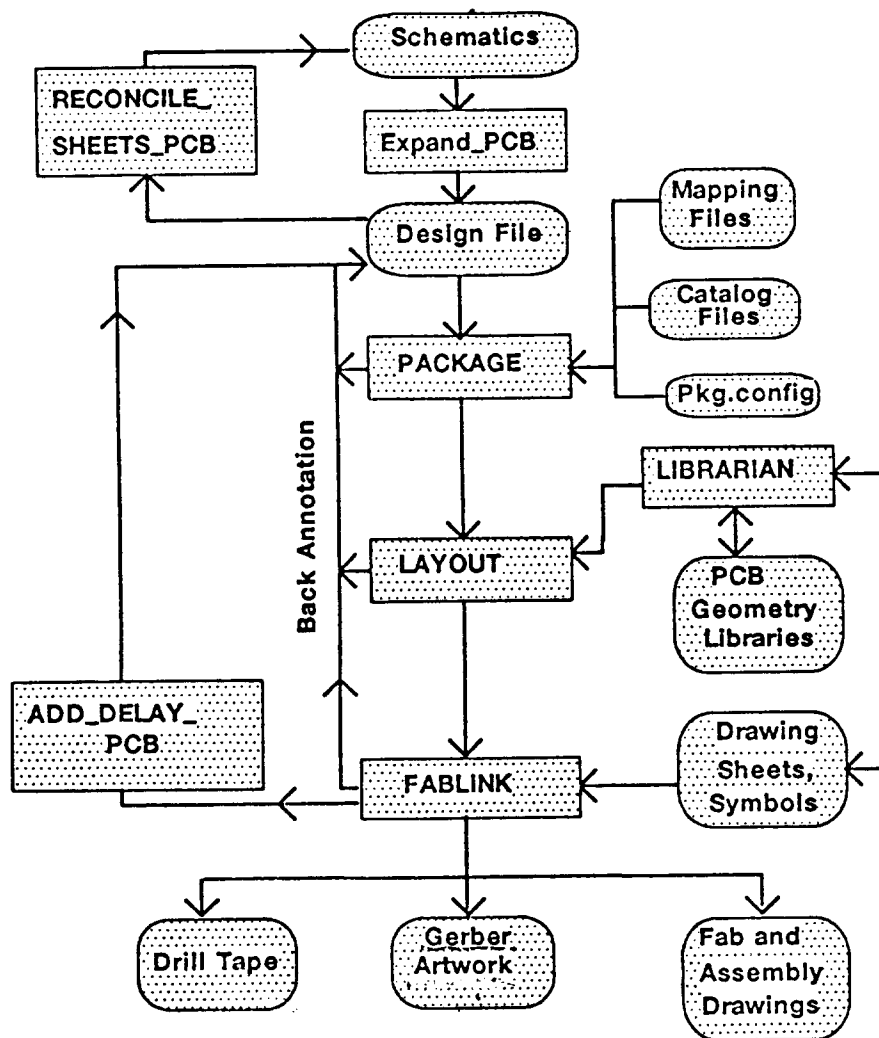 Schematics
RECONCILE_
SHEETS_PCB
Expand_PCB
Mapping
Files
Design File
Catalog
Files
PACKAGE
Pkg.config
Back Annotation
LIBRARIAN
LAYOUT
PCB
Geometry
Libraries
ADD_DELAY_
PCB
Drawing
Sheets,
Symbols
FABLINK
Drill Tape
Gerber
Artwork
Fab and
Assembly
Drawings